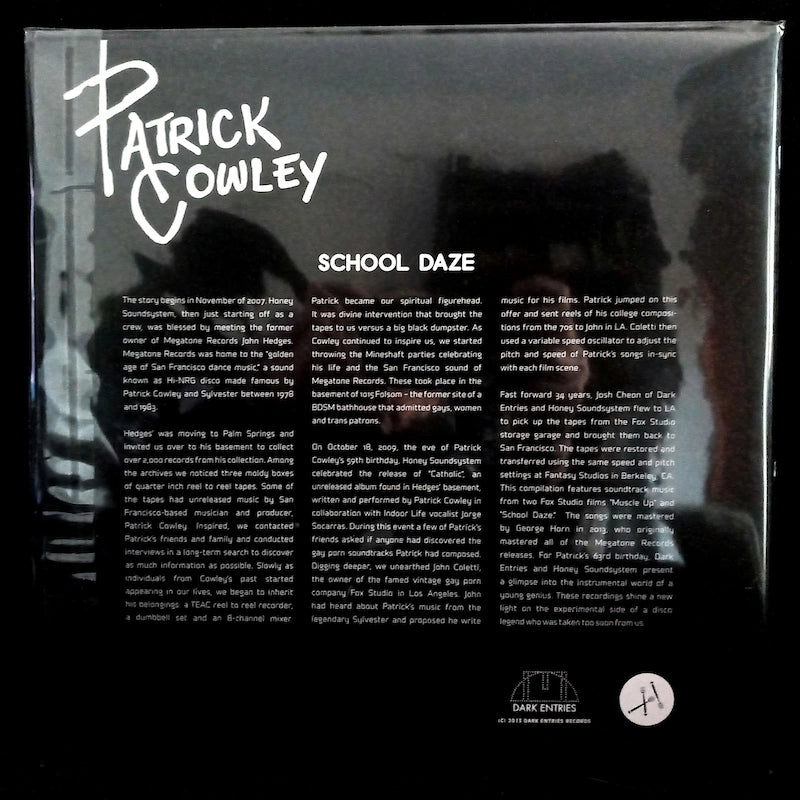 PATRICK
COWLEY
SCHOOL DAZE
The story begins in November of 2007. Honey
Soundsystem, then just starting off as a
crew, was blessed by meeting the former
owner of Megatone Records John Hedges.
Megatone Records was home to the "golden
age of San Francisco dance music," a sound
known as Hi-NRG disco made famous by
Patrick Cowley and Sylvester between 1978
and 1983.
Hedges' was moving to Palm Springs and
invited us over to his basement to collect
over 2,000 records from his collection. Among
the archives we noticed three moldy boxes
of quarter inch reel to reel tapes. Some of
the tapes had unreleased music by San
Francisco-based musician and producer,
Patrick Cowley. Inspired, we contacted
Patrick's friends and family and conducted
interviews in a long-term search to discover
as much information as possible. Slowly as
individuals from Cowley's past started
appearing in our lives, we began to inherit
his belongings: a TEAC reel to reel recorder,
a dumbbell set and an 8-channel mixer
Patrick became our spiritual figurehead.
It was divine intervention that brought the
tapes to us versus a big black dumpster. As
Cowley continued to inspire us, we started
throwing the Mineshaft parties celebrating
his life and the San Francisco sound of
Megatone Records. These took place in the
basement of 1015 Folsom – the former site of a
BDSM bathhouse that admitted gays, women
and trans patrons.
On October 18, 2009, the eve of Patrick
Cowley's 59th birthday, Honey Soundsystem
celebrated the release of "Catholic", an
unreleased album found in Hedges' basement,
written and performed by Patrick Cowley in
collaboration with Indoor Life vocalist Jorge
Socarras. During this event a few of Patrick's
friends asked if anyone had discovered the
gay porn soundtracks Patrick had composed.
Digging deeper, we unearthed John Coletti,
the owner of the famed vintage gay porn
company Fox Studio in Los Angeles. John
had heard about Patrick's music from the
legendary Sylvester and proposed he write
music for his films. Patrick jumped on this
offer and sent reels of his college composi-
tions from the 70s to John in LA. Coletti then
used a variable speed oscillator to adjust the
pitch and speed of Patrick's songs in-sync
with each film scene.
Fast forward 34 years, Josh Cheon of Dark
Entries and Honey Soundsystem flew to LA
to pick up the tapes from the Fox Studio
storage garage and brought them back to
San Francisco. The tapes were restored and
transferred using the same speed and pitch
settings at Fantasy Studios in Berkeley, CA.
This compilation features soundtrack music
from two Fox Studio films "Muscle Up" and
"School Daze." The songs were mastered
by George Horn in 2013, who originally
mastered all of the Megatone Records
releases. For Patrick's 63rd birthday, Dark
Entries and Honey Soundsystem present
a glimpse into the instrumental world of a
young genius. These recordings shine a new
light on the experimental side of a disco
legend who was taken too soon from us.
DARK ENTRIES
(C) 2013 DARK ENTRIES RECORDS